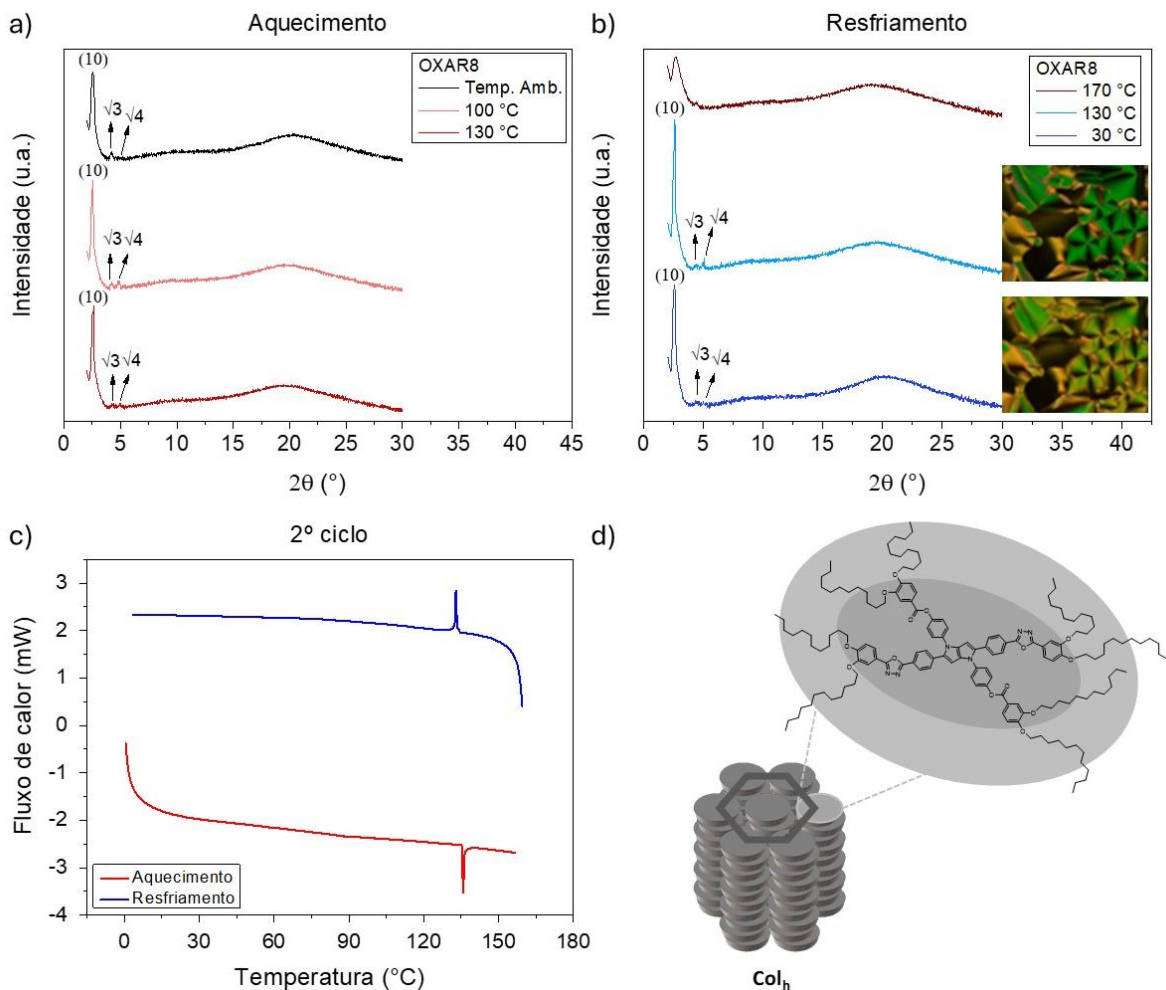 a) Aquecimento
(10)
√3
√4
(10)
√3
√4
(10)
√3
√4
OXAR8
Temp. Amb.
100 °C
130 °C
Intensidade (u.a.)
0 5 10 15 20 25 30 35 40 45
2θ (°)
b) Resfriamento
(10)
√3
√4
(10)
√3
√4
OXAR8
170 °C
130 °C
30 °C
Intensidade (u.a.)
0 5 10 15 20 25 30 35 40
2θ (°)
c) 2º ciclo
3
2
1
0
-1
-2
-3
-4
Fluxo de calor (mW)
Aquecimento
Resfriamento
0 30 60 90 120 150 180
Temperatura (°C)
d)
Colh